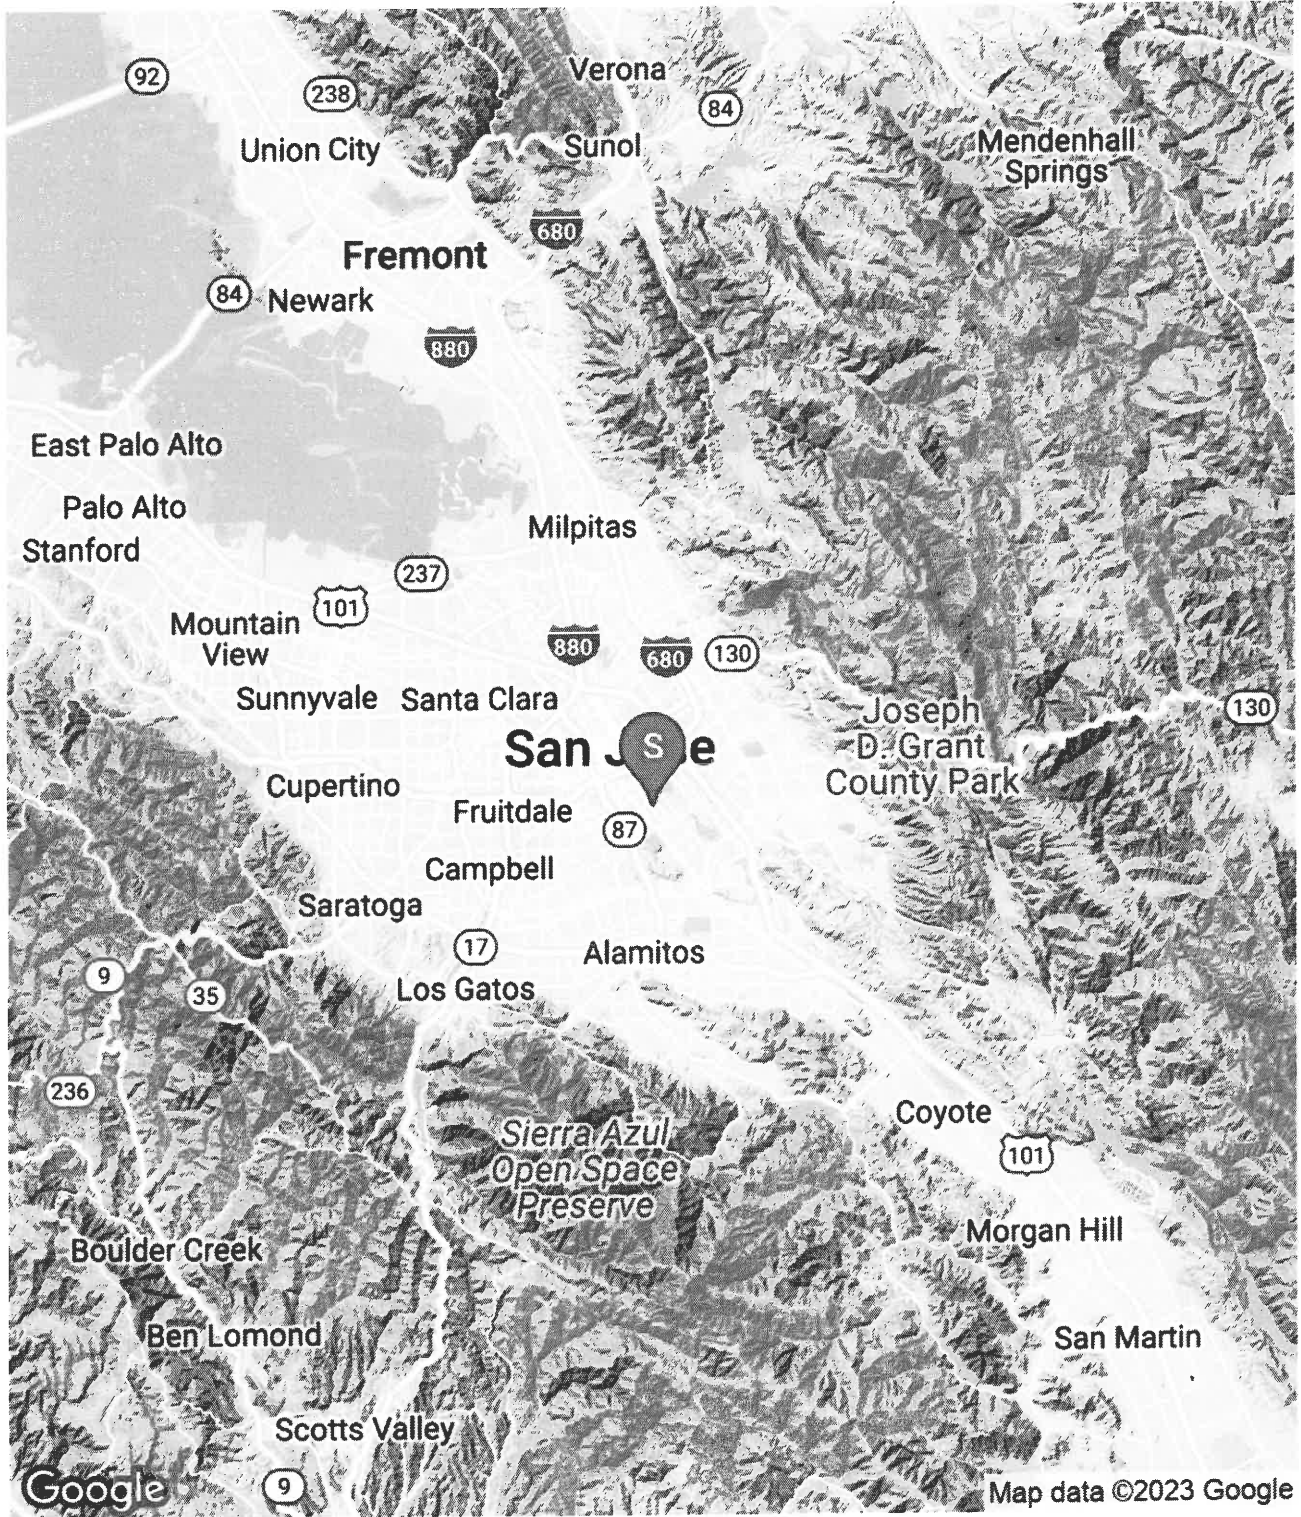 92
238
Verona
84
Union City
Sunol
Mendenhall
Springs
680
Fremont
84
Newark
880
East Palo Alto
Palo Alto
Milpitas
Stanford
237
101
Mountain
View
880
680
130
Sunnyvale
Santa Clara
Joseph
D. Grant
County Park
130
San J
S
e
Cupertino
Fruitdale
87
Campbell
Saratoga
17
Alamitos
9
35
Los Gatos
236
Coyote
Sierra Azul
Open Space
Preserve
101
Morgan Hill
Boulder Creek
Ben Lomond
San Martin
Scotts Valley
Google
9
Map data ©2023 Google